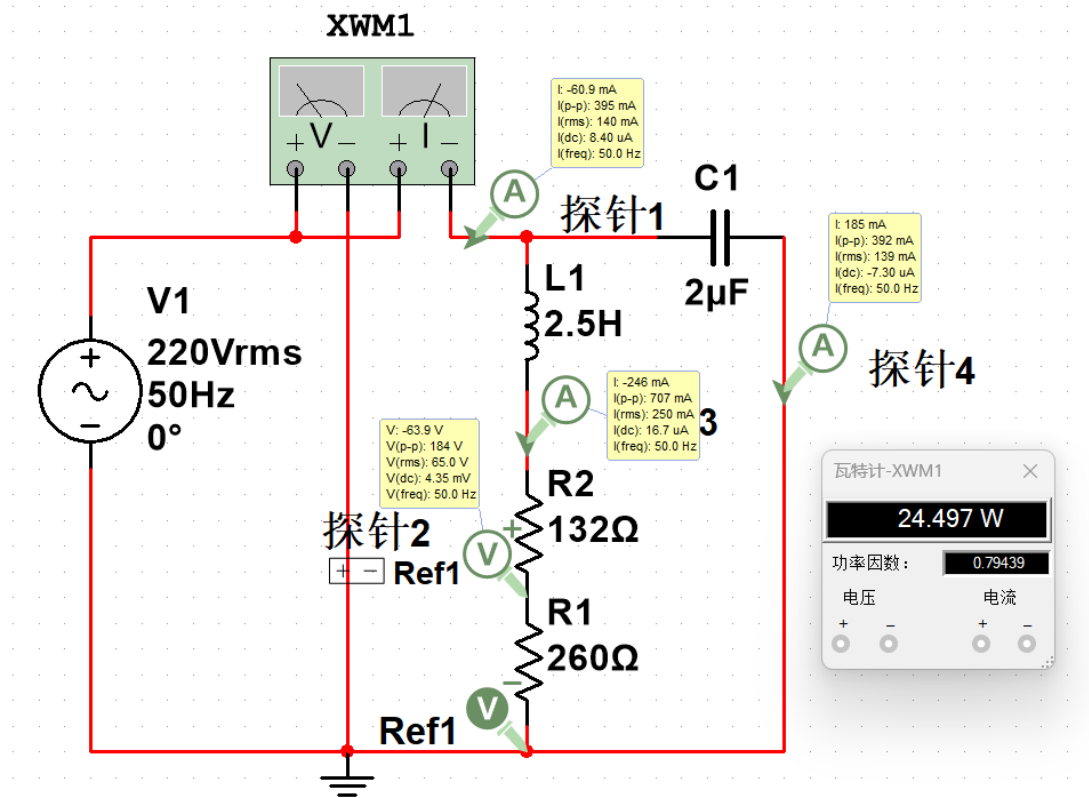 XWM1
V
I
I: -60.9 mA
I(p-p): 395 mA
I(rms): 140 mA
I(dc): 8.40 uA
I(freq): 50.0 Hz
A
探针1
C1
2µF
I: 185 mA
I(p-p): 392 mA
I(rms): 139 mA
I(dc): -7.30 uA
I(freq): 50.0 Hz
A
探针4
V1
220Vrms
50Hz
0°
L1
2.5H
A
I: -246 mA
I(p-p): 707 mA
I(rms): 250 mA
I(dc): 16.7 uA
I(freq): 50.0 Hz
3
V: -63.9 V
V(p-p): 184 V
V(rms): 65.0 V
V(dc): 4.35 mV
V(freq): 50.0 Hz
探针2
Ref1
V
R2
132Ω
R1
260Ω
V
Ref1
瓦特计-XWM1
24.497 W
功率因数： 0.79439
电压 电流
+ − + −